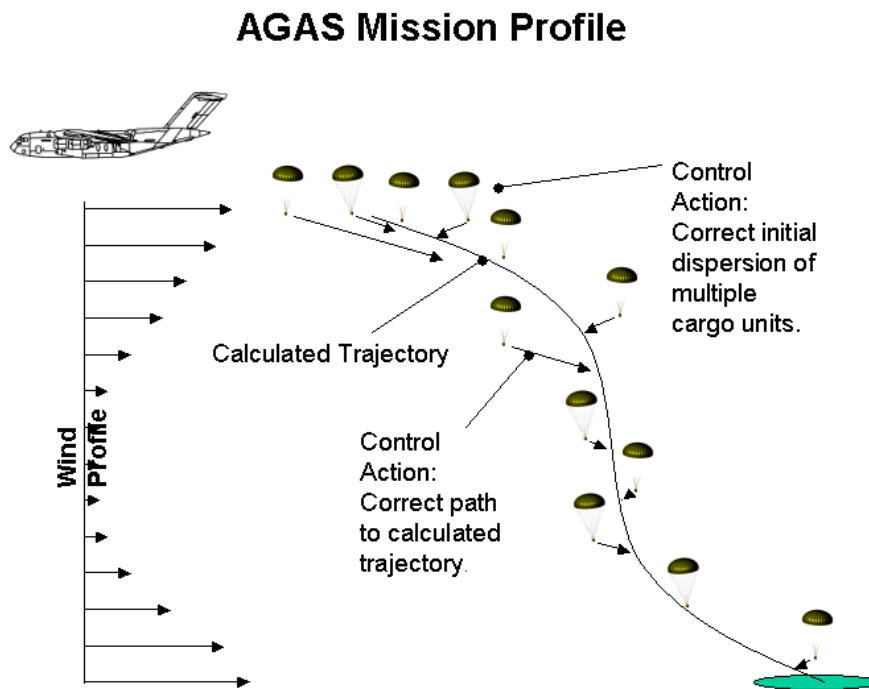 AGAS Mission Profile
Control
Action:
Correct initial
dispersion of
multiple
cargo units.
Calculated Trajectory
Wind
Profile
Control
Action:
Correct path
to calculated
trajectory.